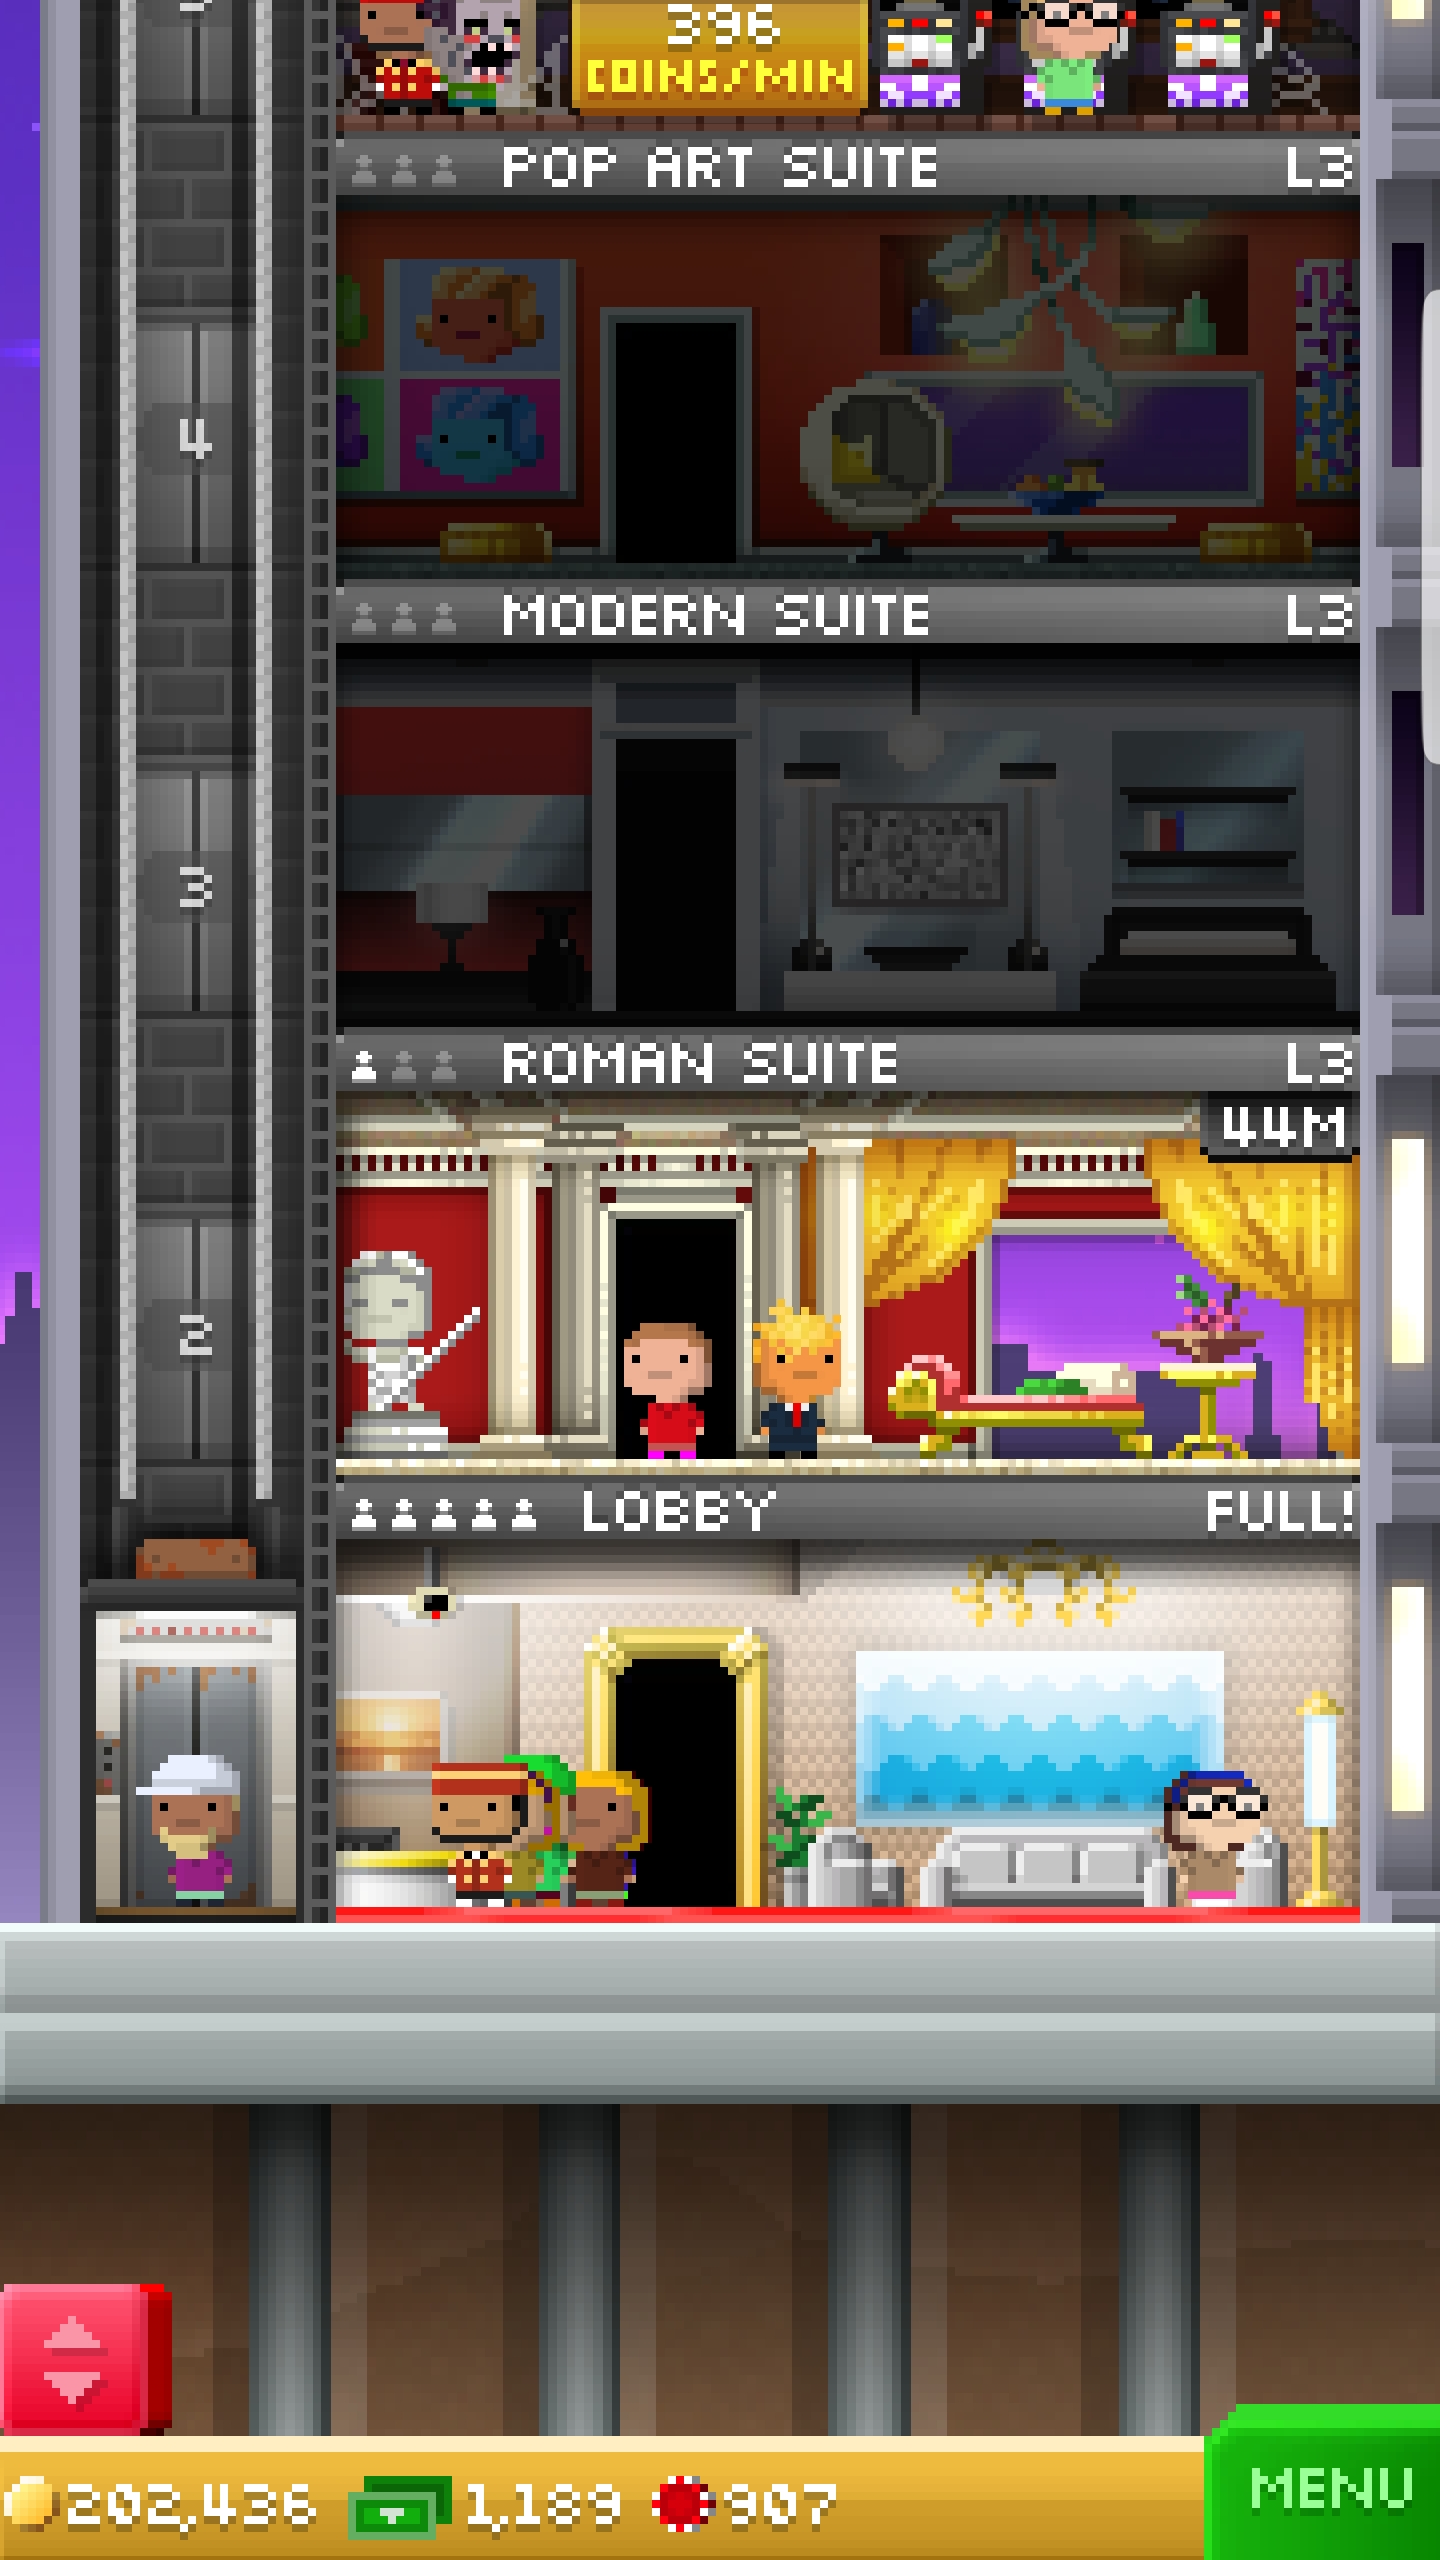 396
COINS/MIN
POP ART SUITE L3
4
MODERN SUITE L3
3
ROMAN SUITE L3
44M
2
LOBBY FULL!
202,436 1,189 907
MENU